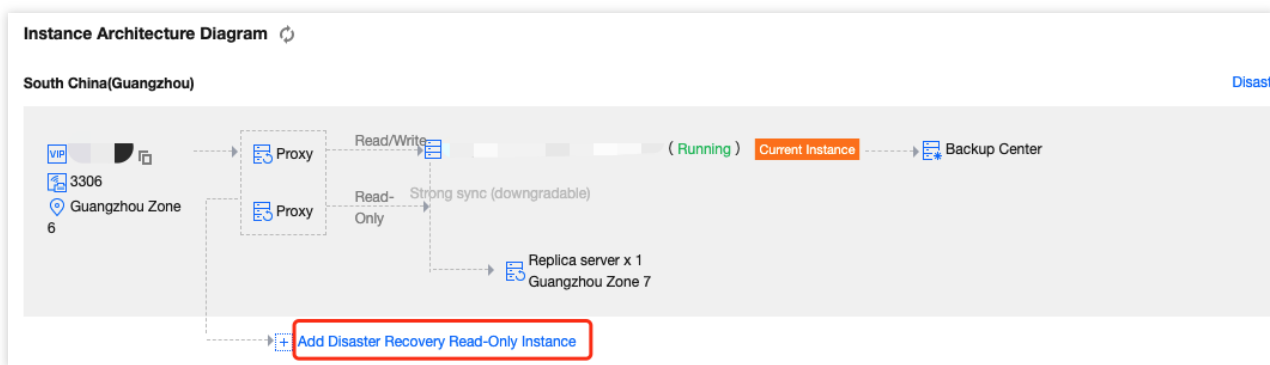 Instance Architecture Diagram
South China(Guangzhou)
Disast
VIP
3306
Guangzhou Zone
6
Proxy
Proxy
Read/Write
Read-
Only
Strong sync (downgradable)
( Running )
Current Instance
Backup Center
Replica server x 1
Guangzhou Zone 7
Add Disaster Recovery Read-Only Instance